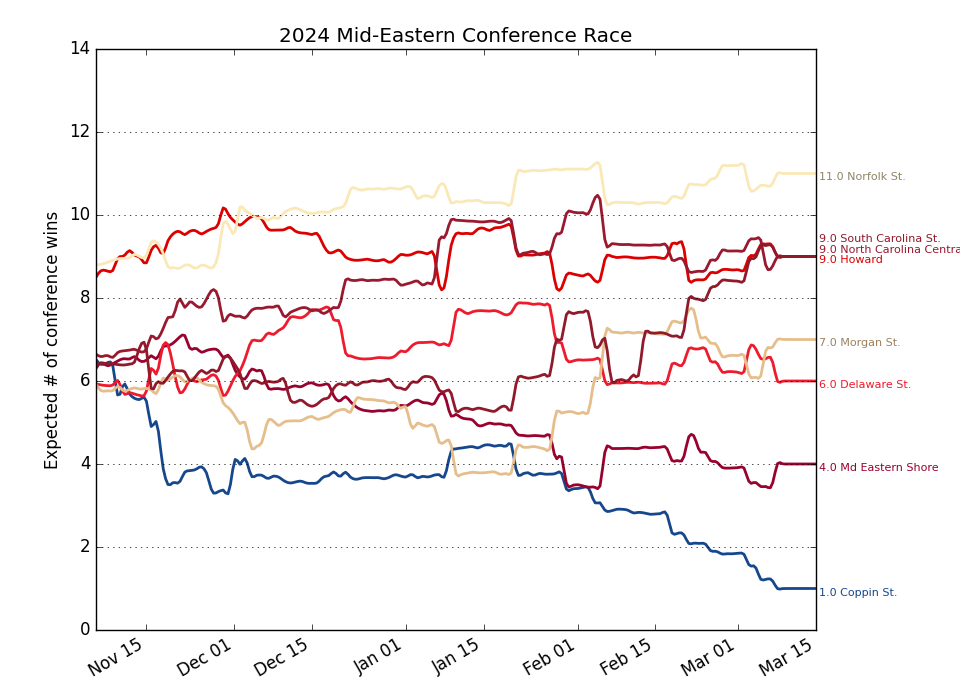 2024 Mid-Eastern Conference Race
Expected # of conference wins
14
12
10
8
6
4
2
0
Nov 15
Dec 01
Dec 15
Jan 01
Jan 15
Feb 01
Feb 15
Mar 01
Mar 15
11.0 Norfolk St.
9.0 South Carolina St.
9.0 North Carolina Centra
9.0 Howard
7.0 Morgan St.
6.0 Delaware St.
4.0 Md Eastern Shore
1.0 Coppin St.